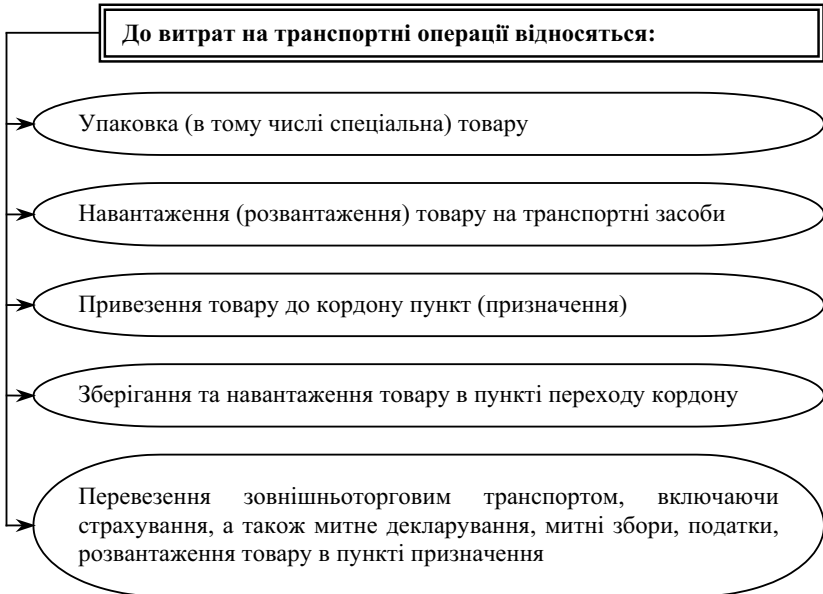 До витрат на транспортні операції відносяться:
Упаковка (в тому числі спеціальна) товару
Навантаження (розвантаження) товару на транспортні засоби
Привезення товару до кордону пункт (призначення)
Зберігання та навантаження товару в пункті переходу кордону
Перевезення зовнішньоторговим транспортом, включаючи
страхування, а також митне декларування, митні збори, податки,
розвантаження товару в пункті призначення